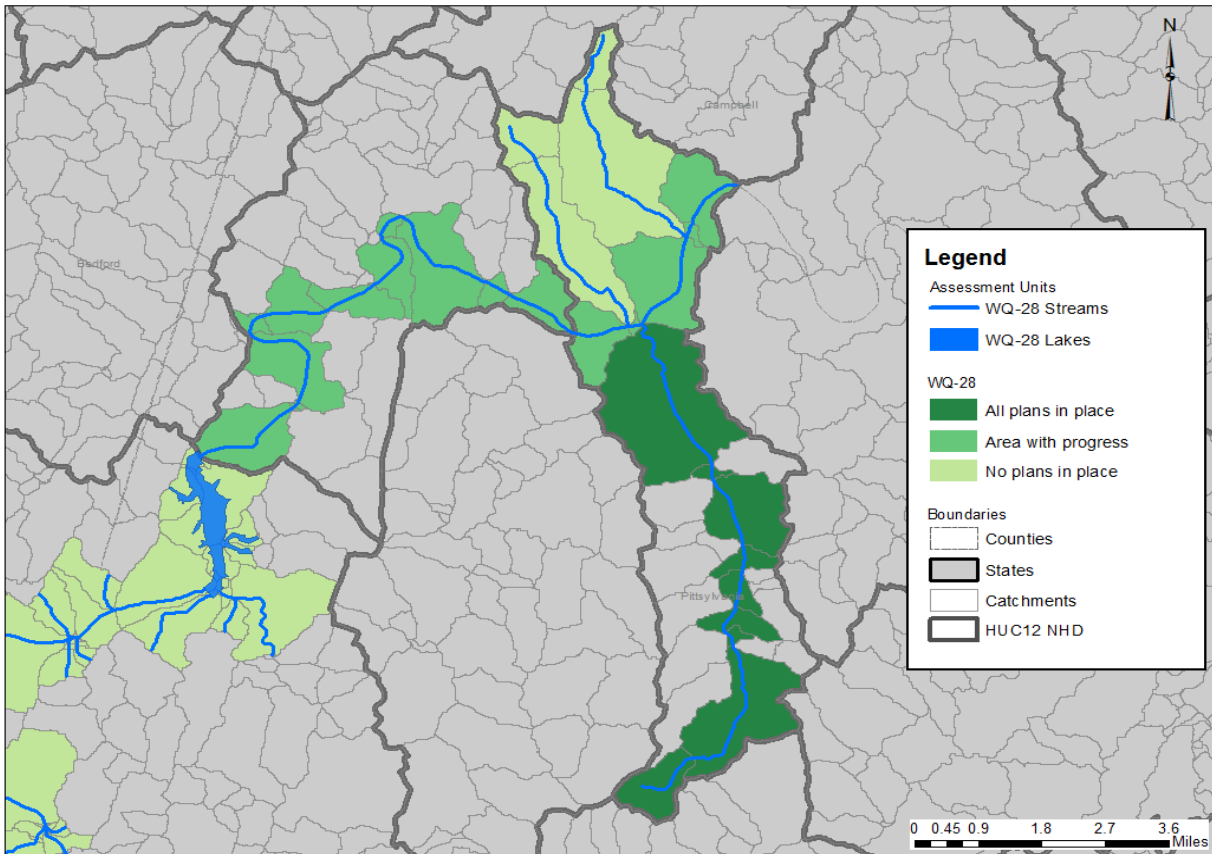 N
Campbell
Bedford
Pittsylvania
Legend
Assessment Units
WQ-28 Streams
WQ-28 Lakes
WQ-28
All plans in place
Area with progress
No plans in place
Boundaries
Counties
States
Catchments
HUC12 NHD
0 0.45 0.9 1.8 2.7 3.6
Miles